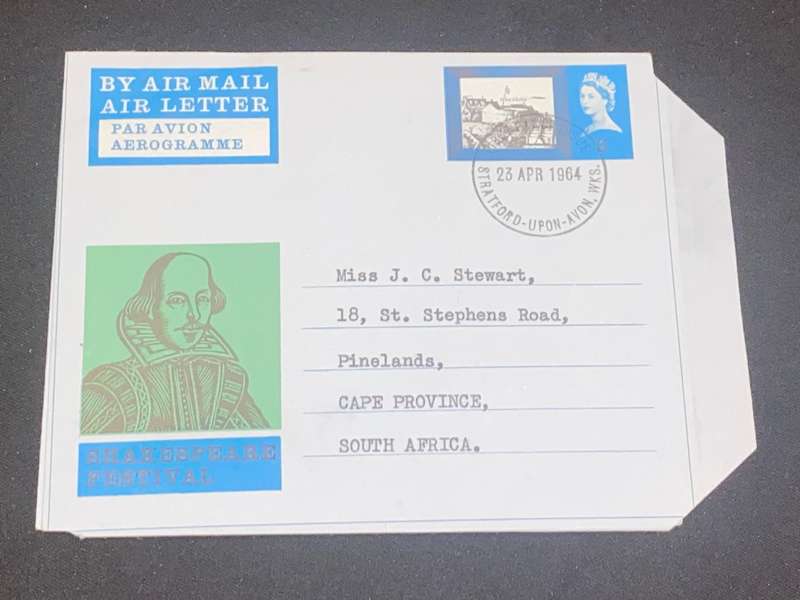 BY AIR MAIL
AIR LETTER
PAR AVION
AEROGRAMME
23 APR 1964
STRATFORD-UPON-AVON, WKS.
Miss J. C. Stewart,
18, St. Stephens Road,
Pinelands,
CAPE PROVINCE,
SOUTH AFRICA.
SHAKESPEARE
FESTIVAL